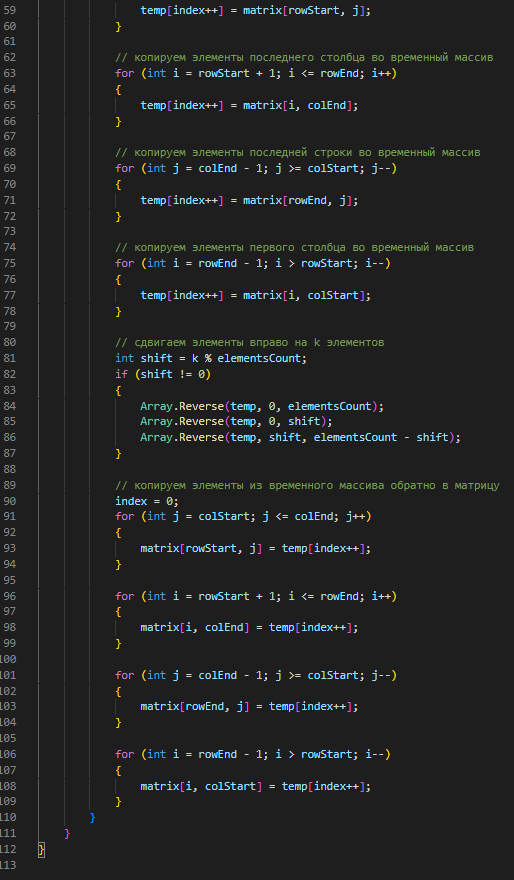 59 temp[index++] = matrix[rowStart, j];
60 }
61
62 // копируем элементы последнего столбца во временный массив
63 for (int i = rowStart + 1; i <= rowEnd; i++)
64 {
65 temp[index++] = matrix[i, colEnd];
66 }
67
68 // копируем элементы последней строки во временный массив
69 for (int j = colEnd - 1; j >= colStart; j--)
70 {
71 temp[index++] = matrix[rowEnd, j];
72 }
73
74 // копируем элементы первого столбца во временный массив
75 for (int i = rowEnd - 1; i > rowStart; i--)
76 {
77 temp[index++] = matrix[i, colStart];
78 }
79
80 // сдвигаем элементы вправо на k элементов
81 int shift = k % elementsCount;
82 if (shift != 0)
83 {
84 Array.Reverse(temp, 0, elementsCount);
85 Array.Reverse(temp, 0, shift);
86 Array.Reverse(temp, shift, elementsCount - shift);
87 }
88
89 // копируем элементы из временного массива обратно в матрицу
90 index = 0;
91 for (int j = colStart; j <= colEnd; j++)
92 {
93 matrix[rowStart, j] = temp[index++];
94 }
95
96 for (int i = rowStart + 1; i <= rowEnd; i++)
97 {
98 matrix[i, colEnd] = temp[index++];
99 }
100
101 for (int j = colEnd - 1; j >= colStart; j--)
102 {
103 matrix[rowEnd, j] = temp[index++];
104 }
105
106 for (int i = rowEnd - 1; i > rowStart; i--)
107 {
108 matrix[i, colStart] = temp[index++];
109 }
110 }
111 }
112 }
113